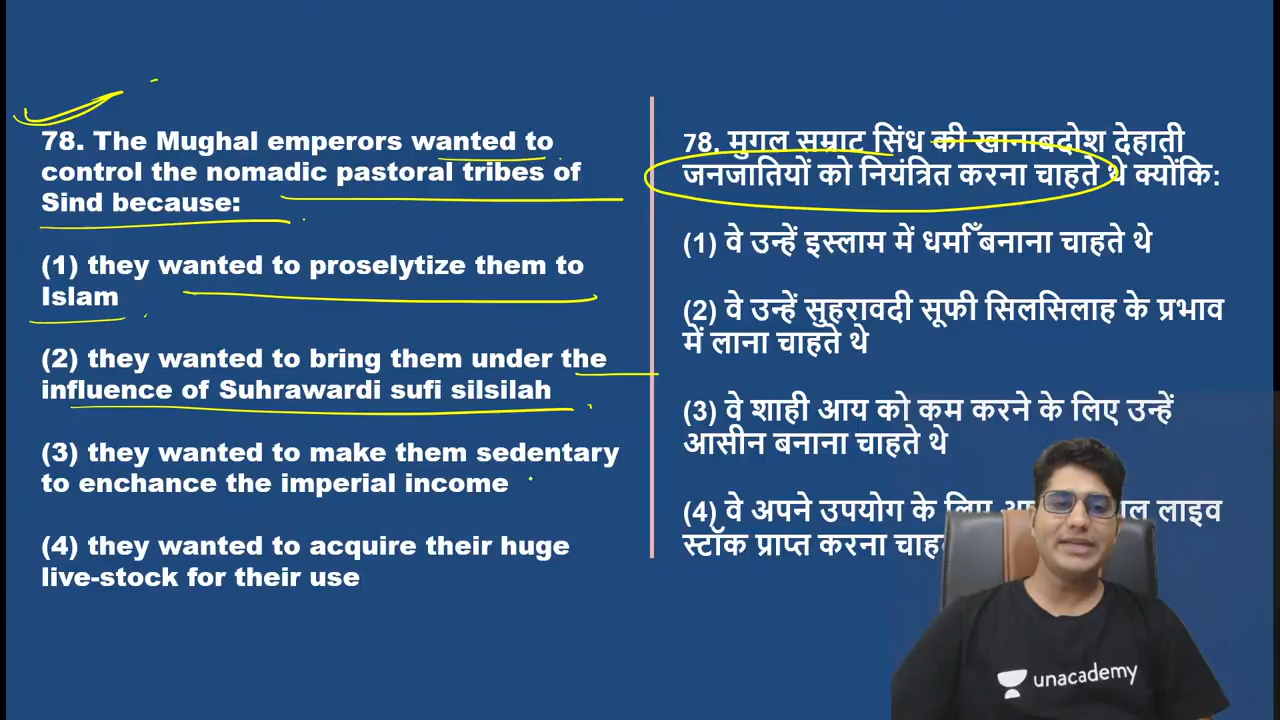 78. The Mughal emperors wanted to
control the nomadic pastoral tribes of
Sind because:
(1) they wanted to proselytize them to
Islam
(2) they wanted to bring them under the
influence of Suhrawardi sufi silsilah
(3) they wanted to make them sedentary
to enchance the imperial income
(4) they wanted to acquire their huge
live-stock for their use
78. मुगल सम्राट सिंध की खानाबदोश देहाती
जनजातियों को नियंत्रित करना चाहते थे क्योंकि:
(1) वे उन्हें इस्लाम में धर्मांँ बनाना चाहते थे
(2) वे उन्हें सुहरावदी सूफी सिलसिलाह के प्रभाव
में लाना चाहते थे
(3) वे शाही आय को कम करने के लिए उन्हें
आसीन बनाना चाहते थे
(4) वे अपने उपयोग के लिए लाइव
स्टॉक प्राप्त करना
unacademy